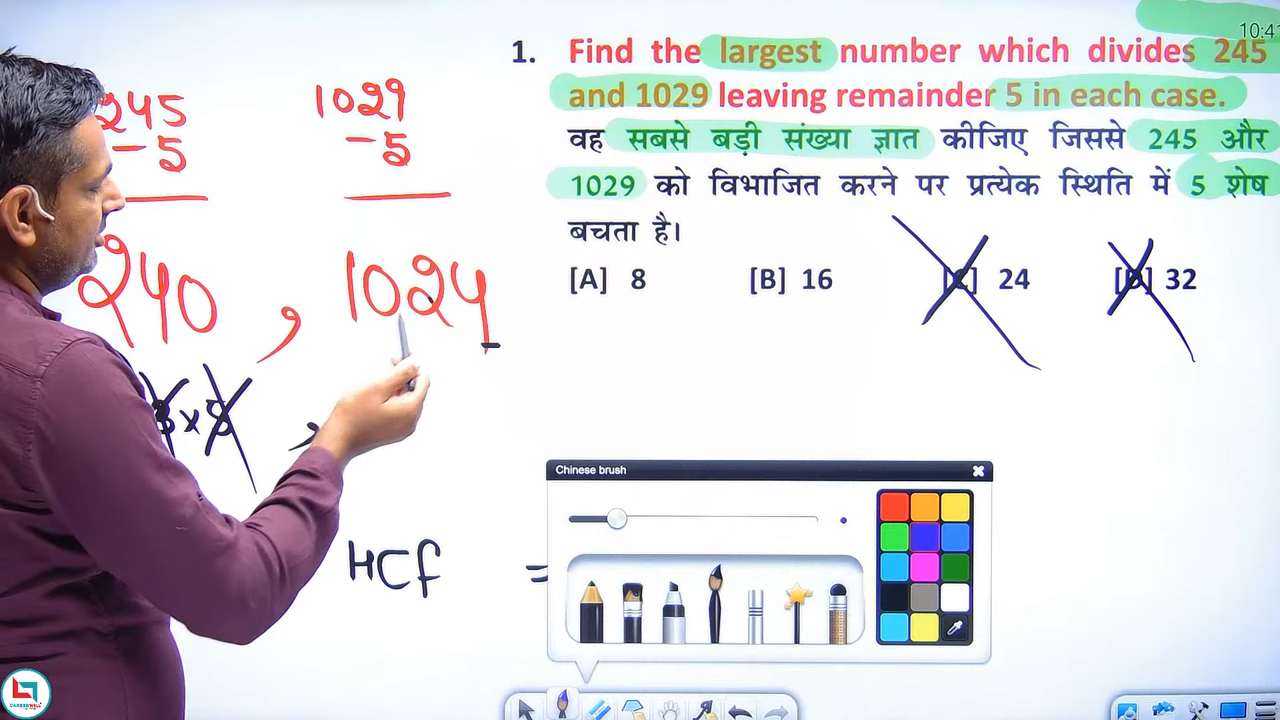 10:41
1. Find the largest number which divides 245
and 1029 leaving remainder 5 in each case.
वह सबसे बड़ी संख्या ज्ञात कीजिए जिससे 245 और
1029 को विभाजित करने पर प्रत्येक स्थिति में 5 शेष
बचता है।
[A] 8 [B] 16 [C] 24 [D] 32
245 1029
- 5 - 5
240 , 1024
HCF =
Chinese brush
CAREERWILL